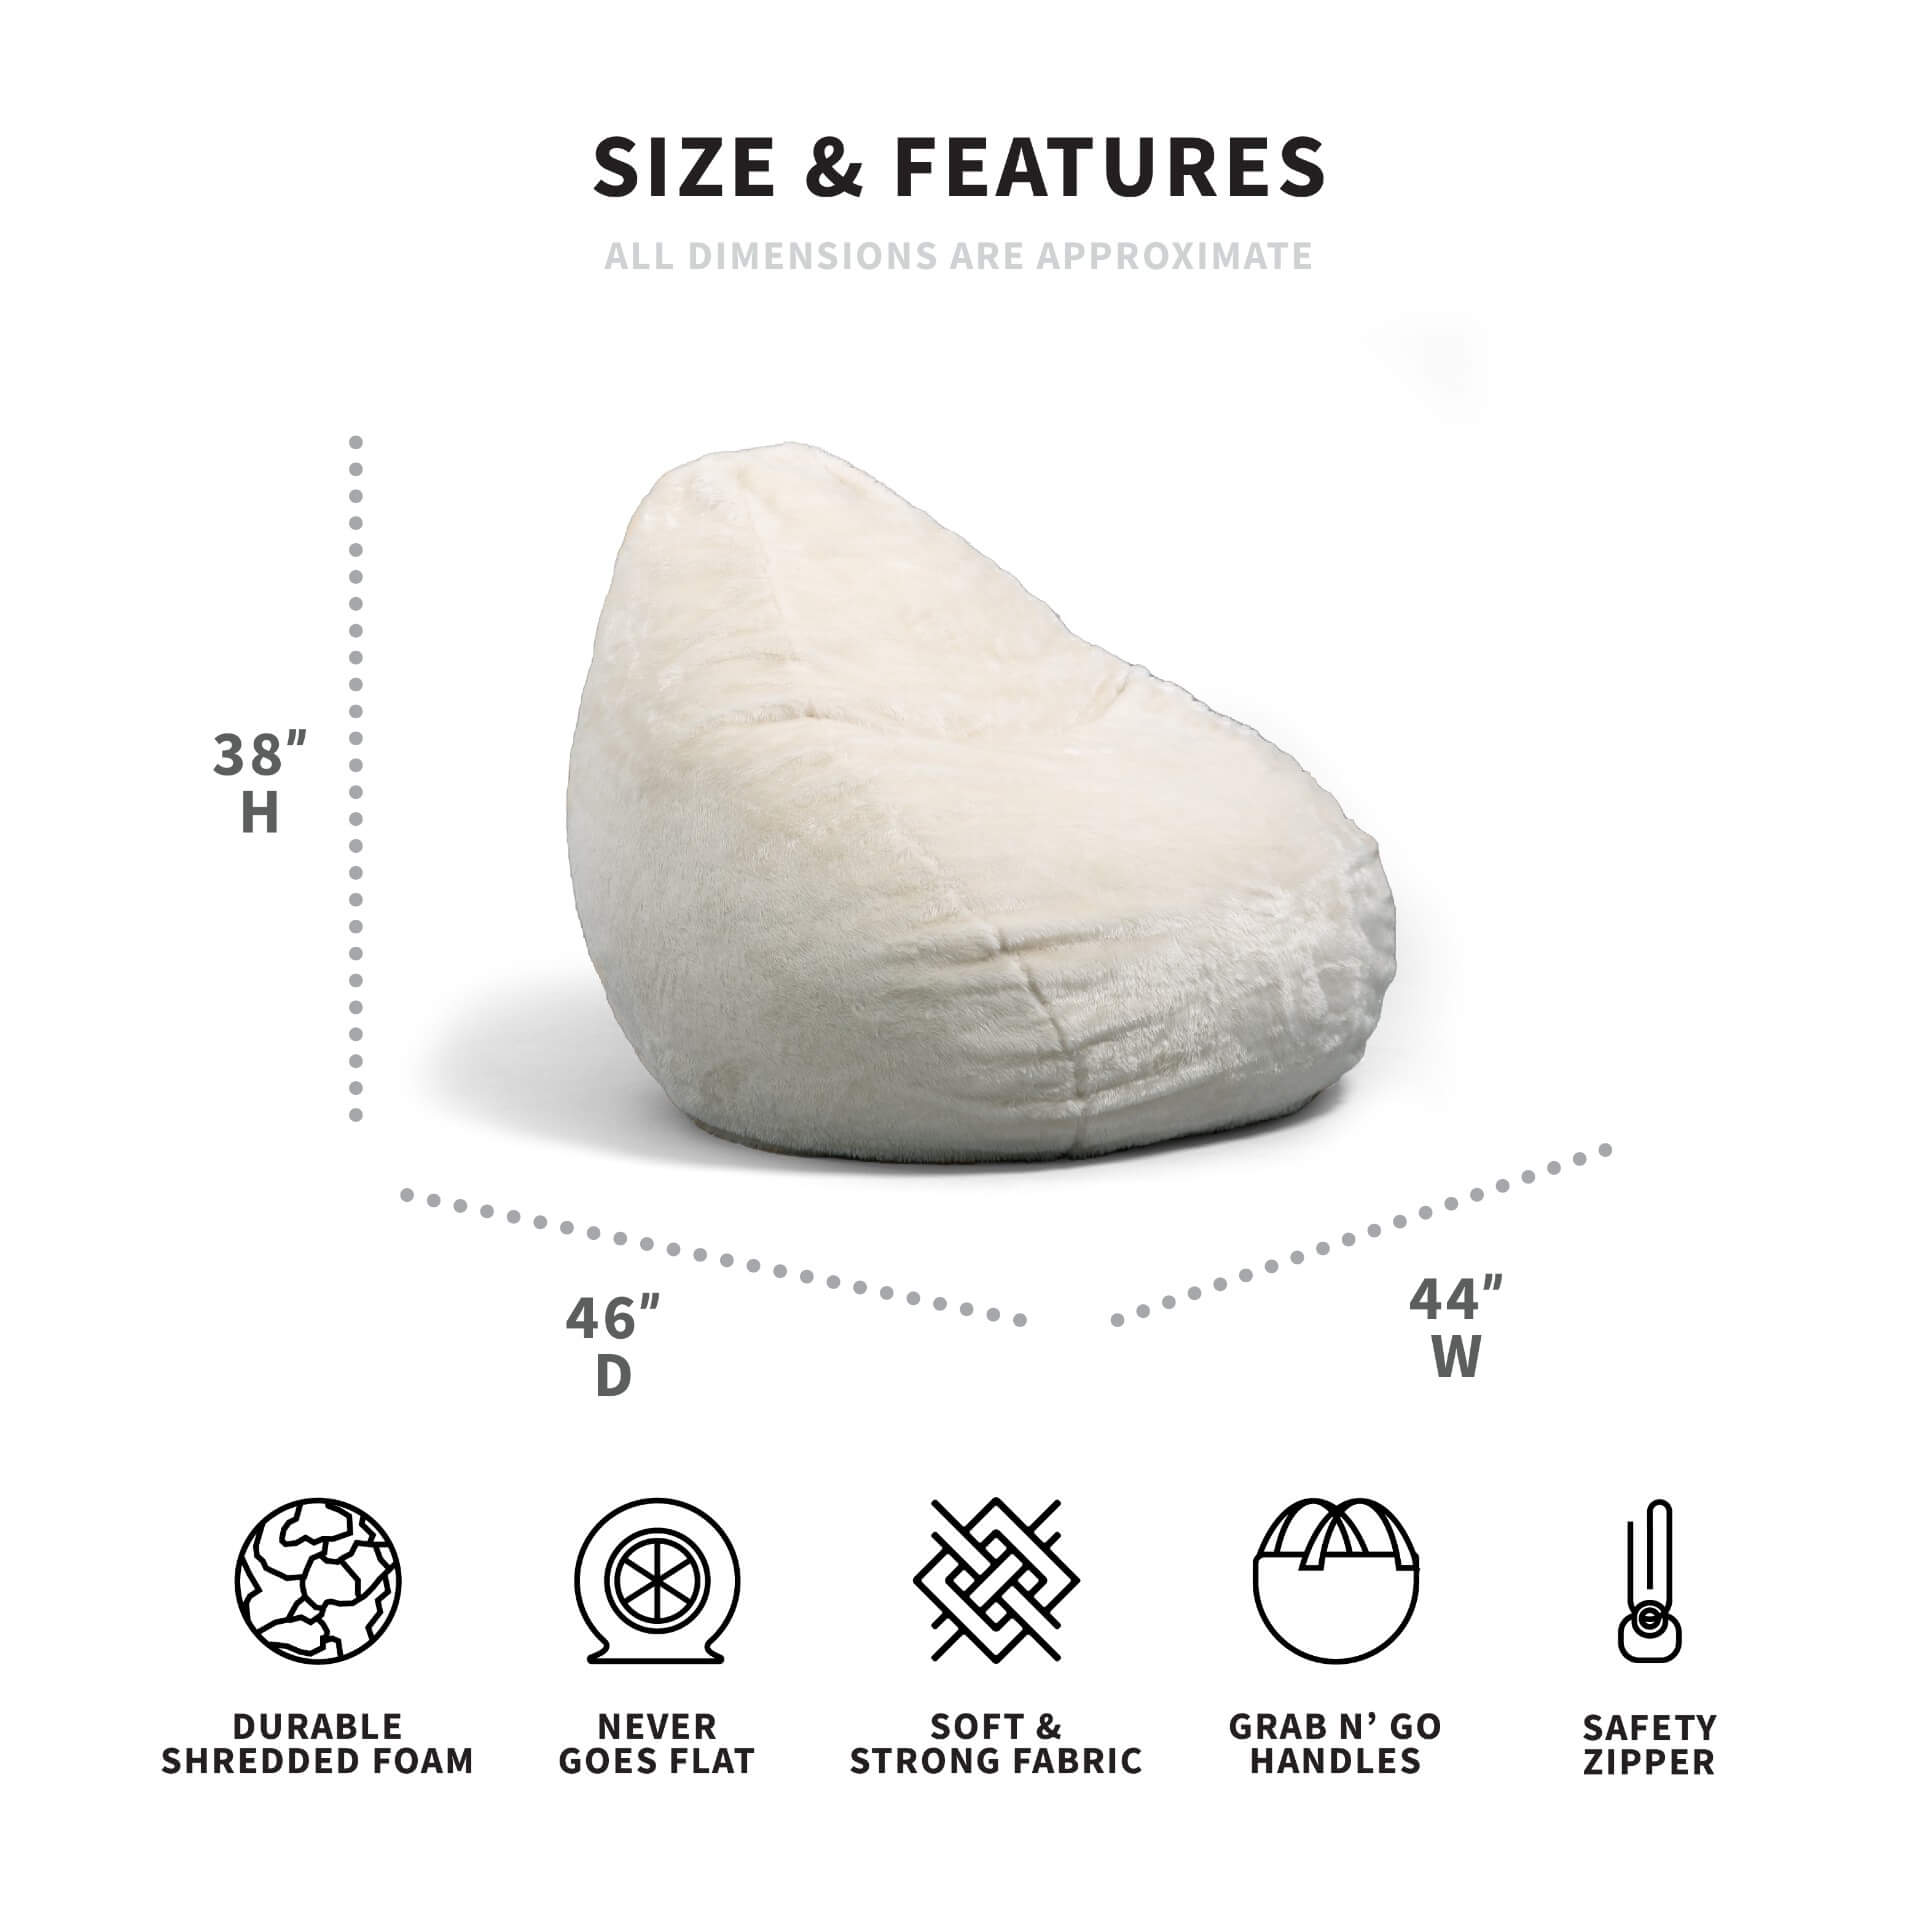 SIZE & FEATURES
ALL DIMENSIONS ARE APPROXIMATE
38"
H
46"
D
44"
W
DURABLE
SHREDDED FOAM
NEVER
GOES FLAT
SOFT &
STRONG FABRIC
GRAB N’ GO
HANDLES
SAFETY
ZIPPER